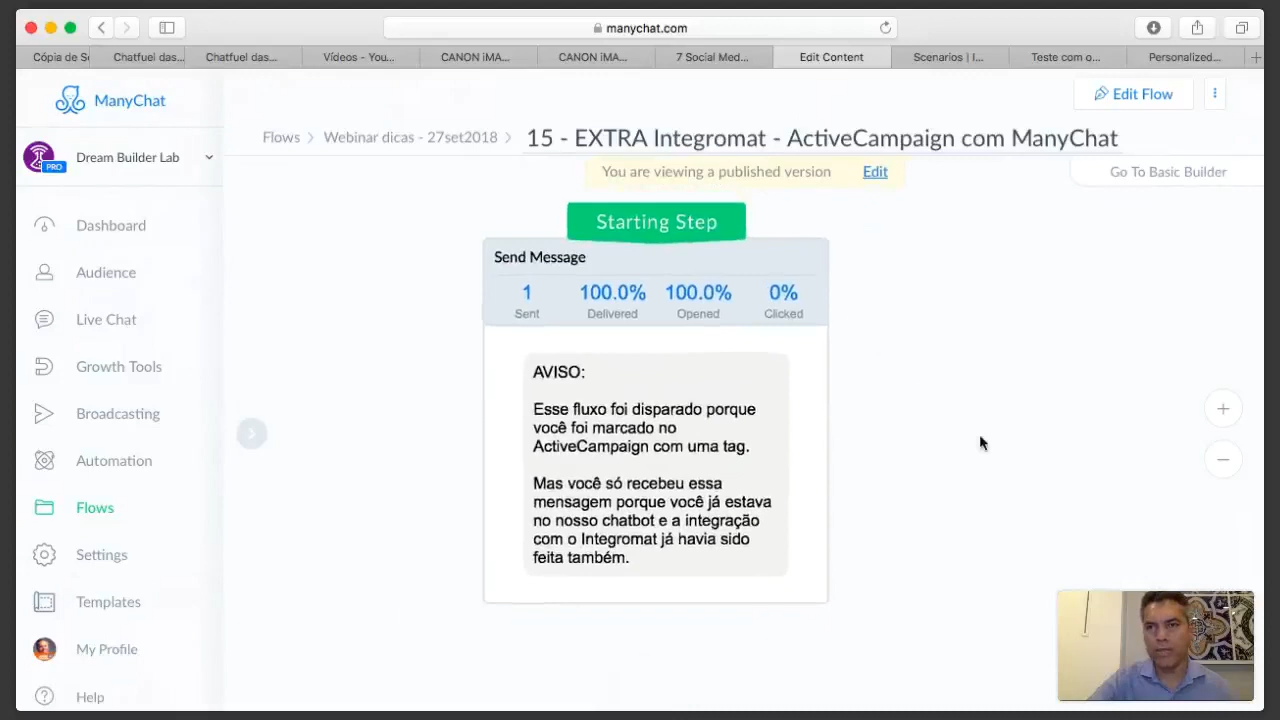 manychat.com
Cópia de Se
Chatfuel das...
Chatfuel das...
Vídeos - You...
CANON iMA...
CANON iMA...
7 Social Med...
Edit Content
Scenarios | I...
Teste com o...
Personalized...
ManyChat
Edit Flow
Flows
Webinar dicas - 27set2018
15 - EXTRA Integromat - ActiveCampaign com ManyChat
Dream Builder Lab
PRO
You are viewing a published version Edit
Go To Basic Builder
Starting Step
Send Message
1 100.0% 100.0% 0%
Sent Delivered Opened Clicked
AVISO:
Esse fluxo foi disparado porque
você foi marcado no
ActiveCampaign com uma tag.
Mas você só recebeu essa
mensagem porque você já estava
no nosso chatbot e a integração
com o Integromat já havia sido
feita também.
Dashboard
Audience
Live Chat
Growth Tools
Broadcasting
Automation
Flows
Settings
Templates
My Profile
Help